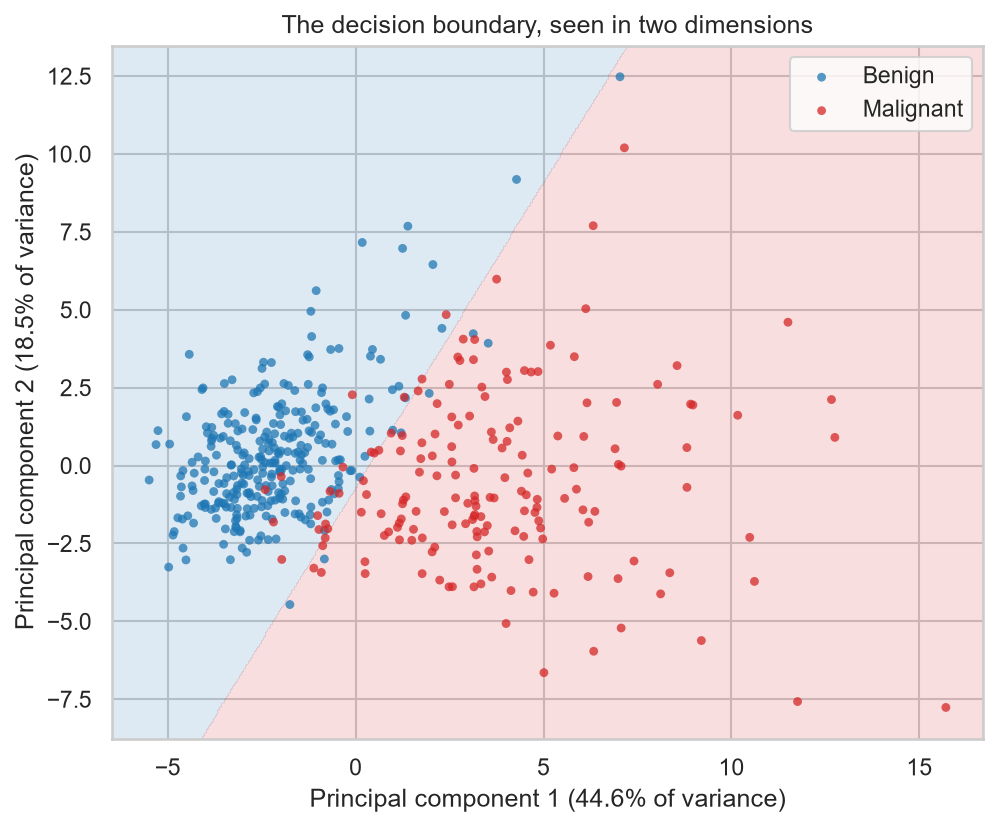 The decision boundary, seen in two dimensions
Benign
Malignant
12.5
10.0
7.5
5.0
2.5
0.0
−2.5
−5.0
−7.5
Principal component 2 (18.5% of variance)
−5
0
5
10
15
Principal component 1 (44.6% of variance)